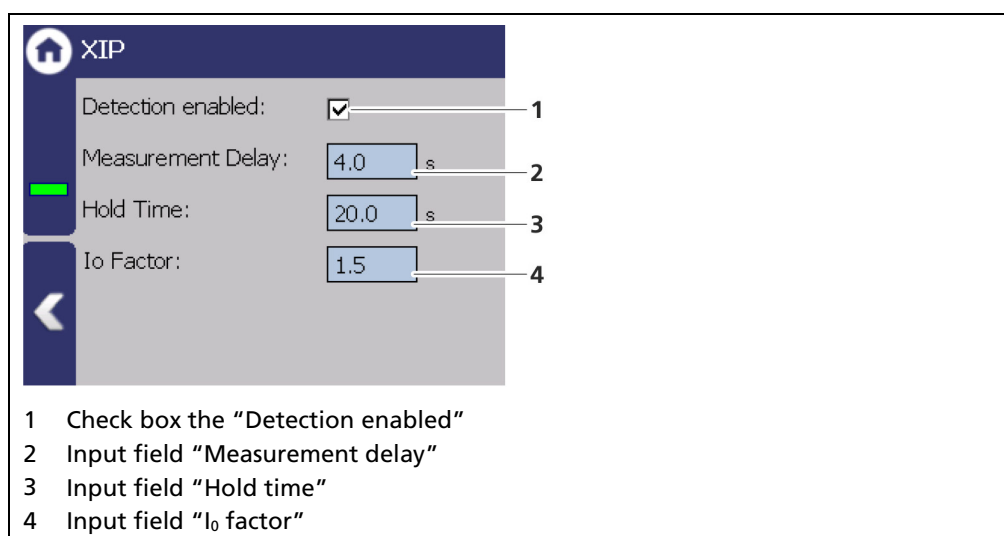 XIP
Detection enabled: 1
Measurement Delay: 4.0 s 2
Hold Time: 20.0 s 3
Io Factor: 1.5 4
1 Check box the “Detection enabled”
2 Input field “Measurement delay”
3 Input field “Hold time”
4 Input field “I₀ factor”